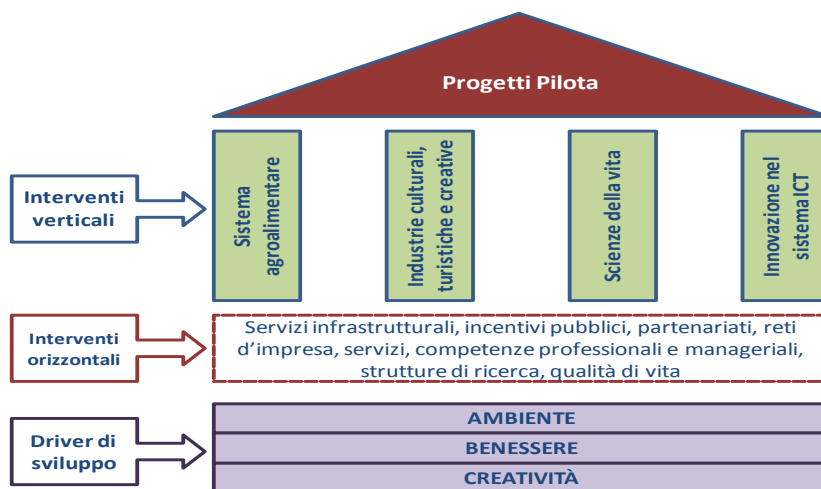 Progetti Pilota
Interventi
verticali
Sistema
agroalimentare
Industrie culturali,
turistiche e creative
Scienze della vita
Innovazione nel
sistema ICT
Interventi
orizzontali
Servizi infrastrutturali, incentivi pubblici, partenariati, reti
d’impresa, servizi, competenze professionali e manageriali,
strutture di ricerca, qualità di vita
Driver di
sviluppo
AMBIENTE
BENESSERE
CREATIVITÀ